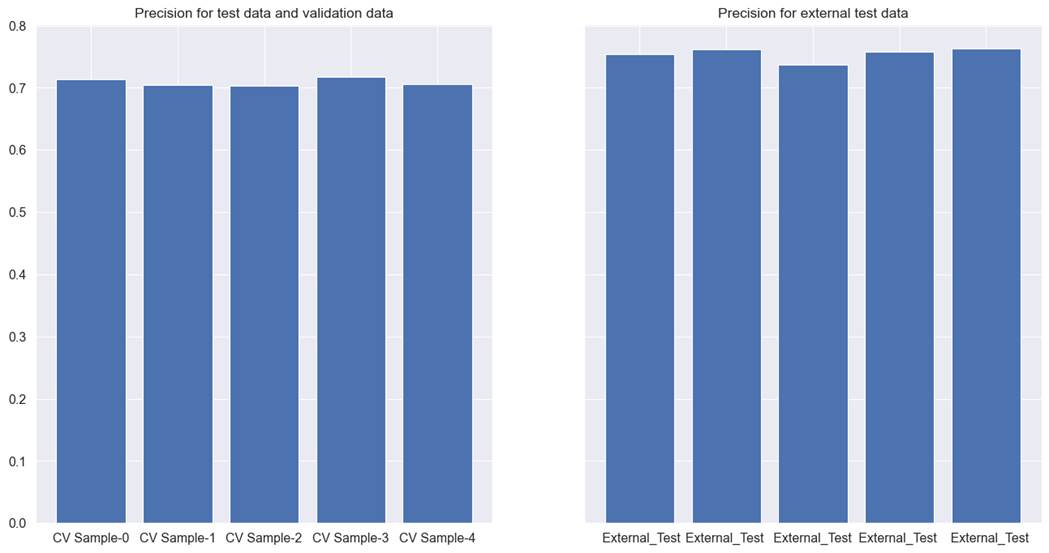 Precision for test data and validation data
0.8
0.7
0.6
0.5
0.4
0.3
0.2
0.1
0.0
CV Sample-0 CV Sample-1 CV Sample-2 CV Sample-3 CV Sample-4
Precision for external test data
External_Test External_Test External_Test External_Test External_Test